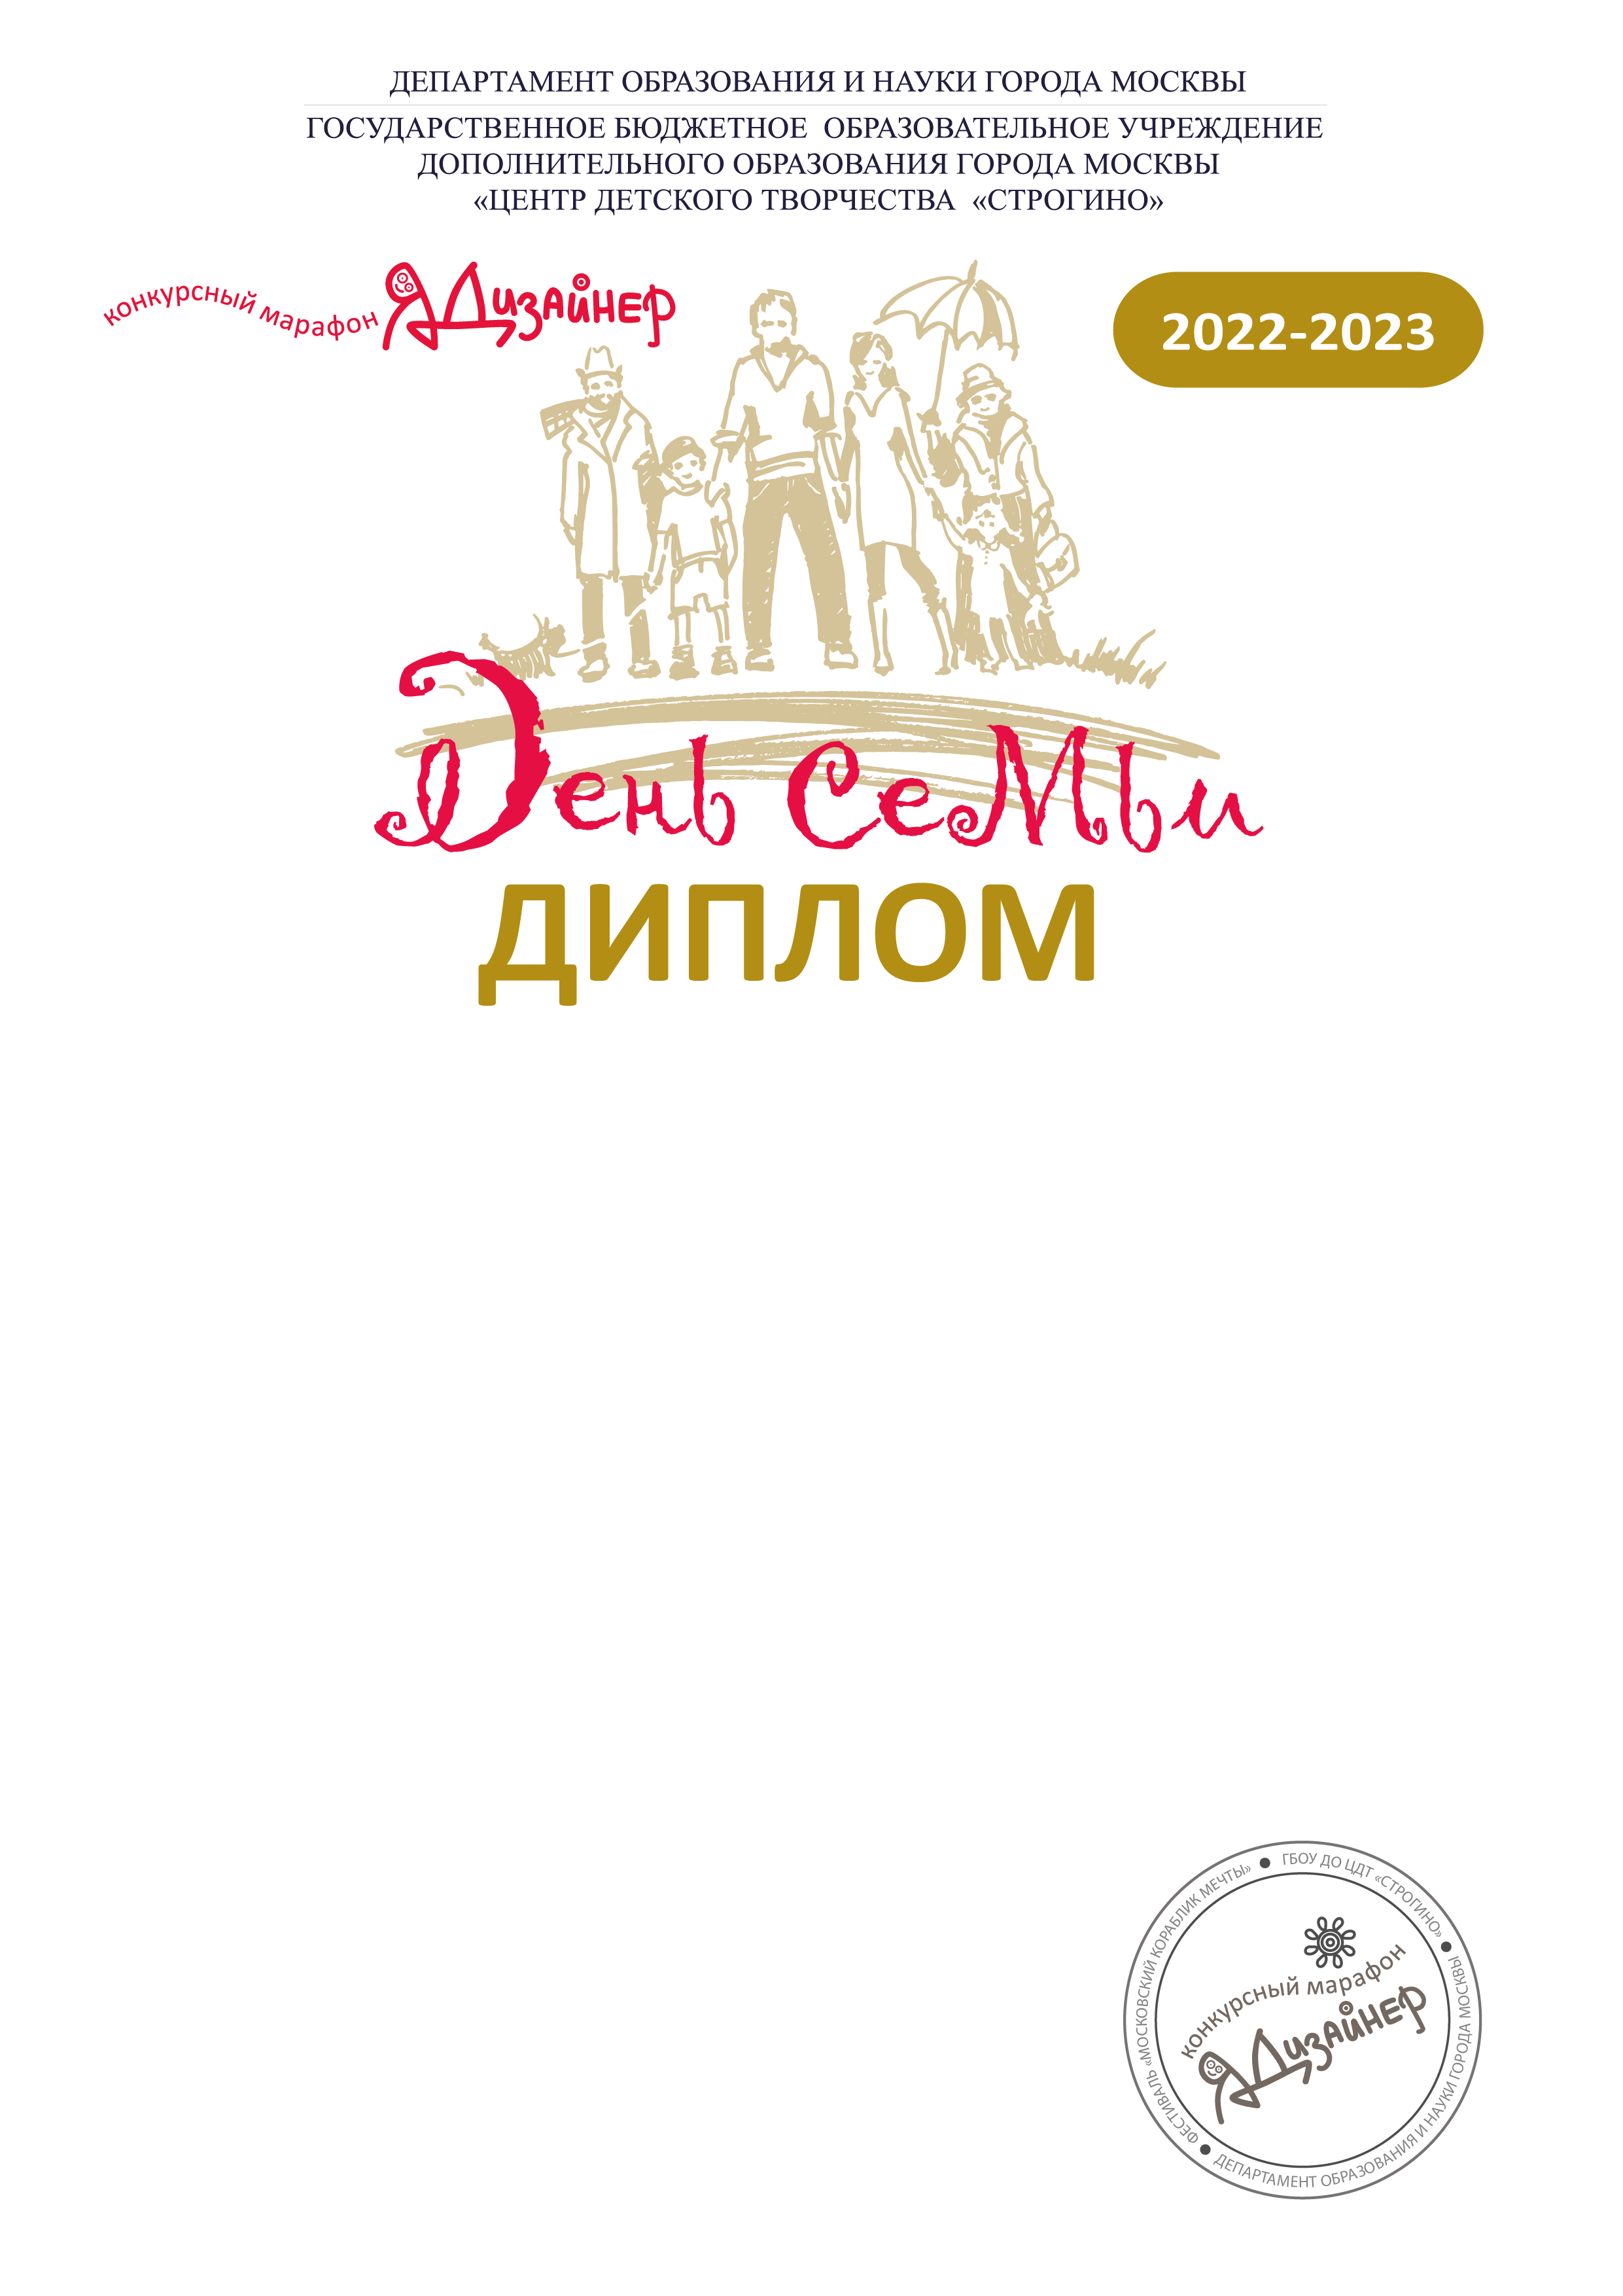 ДЕПАРТАМЕНТ ОБРАЗОВАНИЯ И НАУКИ ГОРОДА МОСКВЫ
ГОСУДАРСТВЕННОЕ БЮДЖЕТНОЕ ОБРАЗОВАТЕЛЬНОЕ УЧРЕЖДЕНИЕ
ДОПОЛНИТЕЛЬНОГО ОБРАЗОВАНИЯ ГОРОДА МОСКВЫ
«ЦЕНТР ДЕТСКОГО ТВОРЧЕСТВА «СТРОГИНО»
конкурсный марафон
Я Дизайнер
2022-2023
День семьи
ДИПЛОМ
ФЕСТИВАЛЬ «МОСКОВСКИЙ КОРАБЛИК МЕЧТЫ» ● ГБОУ ДО ЦДТ «СТРОГИНО» ● ДЕПАРТАМЕНТ ОБРАЗОВАНИЯ И НАУКИ ГОРОДА МОСКВЫ ●
конкурсный марафон
Я Дизайнер